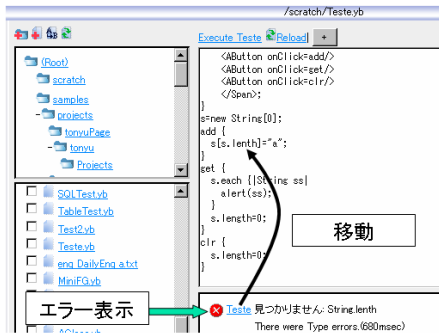 /scratch/Teste.yb
Execute Teste Reload +
(Root)
scratch
samples
projects
tonyuPage
tonyu
Projects
SQLTest.yb
TableTest.yb
Test2.yb
Teste.yb
eng DailyEng a.txt
MiniFG.yb
<AButton onClick=add/>
<AButton onClick=get/>
<AButton onClick=clr/>
</Span>;
}
s=new String[0];
add {
s[s.lenth]="a";
}
get {
s.each {|String ss|
alert(ss);
}
s.length=0;
}
clr {
s.length=0;
}
移動
エラー表示
Teste 見つかりません: String.lenth
There were Type errors.(680msec)